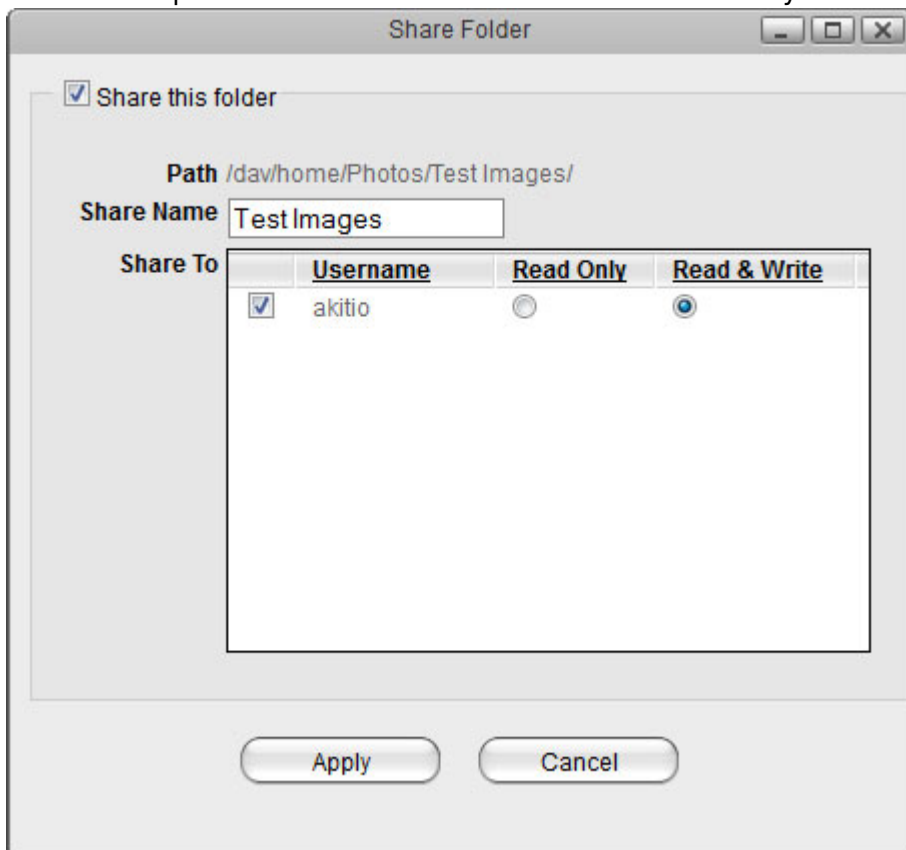 Share Folder
Share this folder
Path /dav/home/Photos/Test Images/
Share Name Test Images
Share To
Username Read Only Read & Write
akitio
Apply Cancel